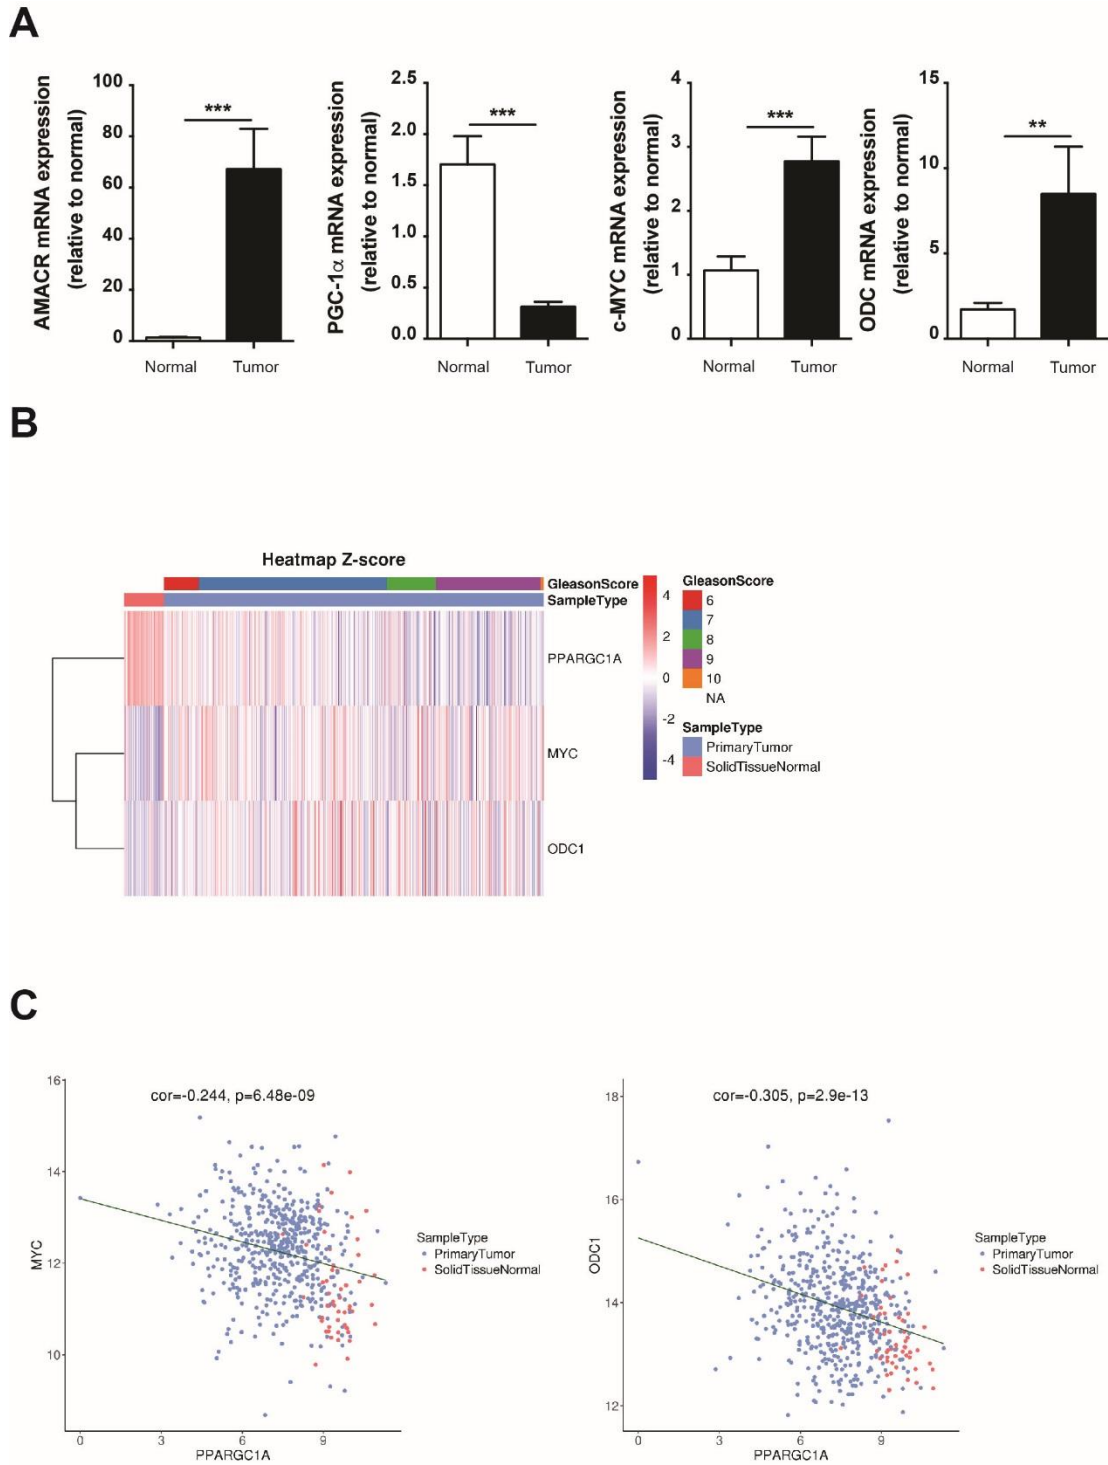 A
AMACR mRNA expression
(relative to normal)
100
80
60
40
20
0
***
Normal
Tumor
PGC-1α mRNA expression
(relative to normal)
2.5
2.0
1.5
1.0
0.5
0.0
***
Normal
Tumor
c-MYC mRNA expression
(relative to normal)
4
3
2
1
0
***
Normal
Tumor
ODC mRNA expression
(relative to normal)
15
10
5
0
**
Normal
Tumor
B
Heatmap Z-score
GleasonScore
SampleType
PPARGC1A
MYC
ODC1
4
2
0
-2
-4
GleasonScore
6
7
8
9
10
NA
SampleType
PrimaryTumor
SolidTissueNormal
C
cor=-0.244, p=6.48e-09
MYC
16
14
12
10
0
3
6
9
PPARGC1A
SampleType
PrimaryTumor
SolidTissueNormal
cor=-0.305, p=2.9e-13
ODC1
18
16
14
12
0
3
6
9
PPARGC1A
SampleType
PrimaryTumor
SolidTissueNormal